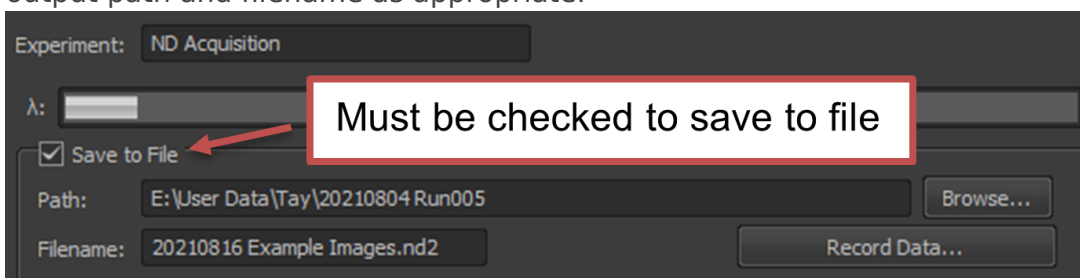 output path and filename as appropriate.
Experiment: ND Acquisition
λ:
Must be checked to save to file
Save to File
Path: E:\User Data\Tay\20210804 Run005 Browse...
Filename: 20210816 Example Images.nd2 Record Data...